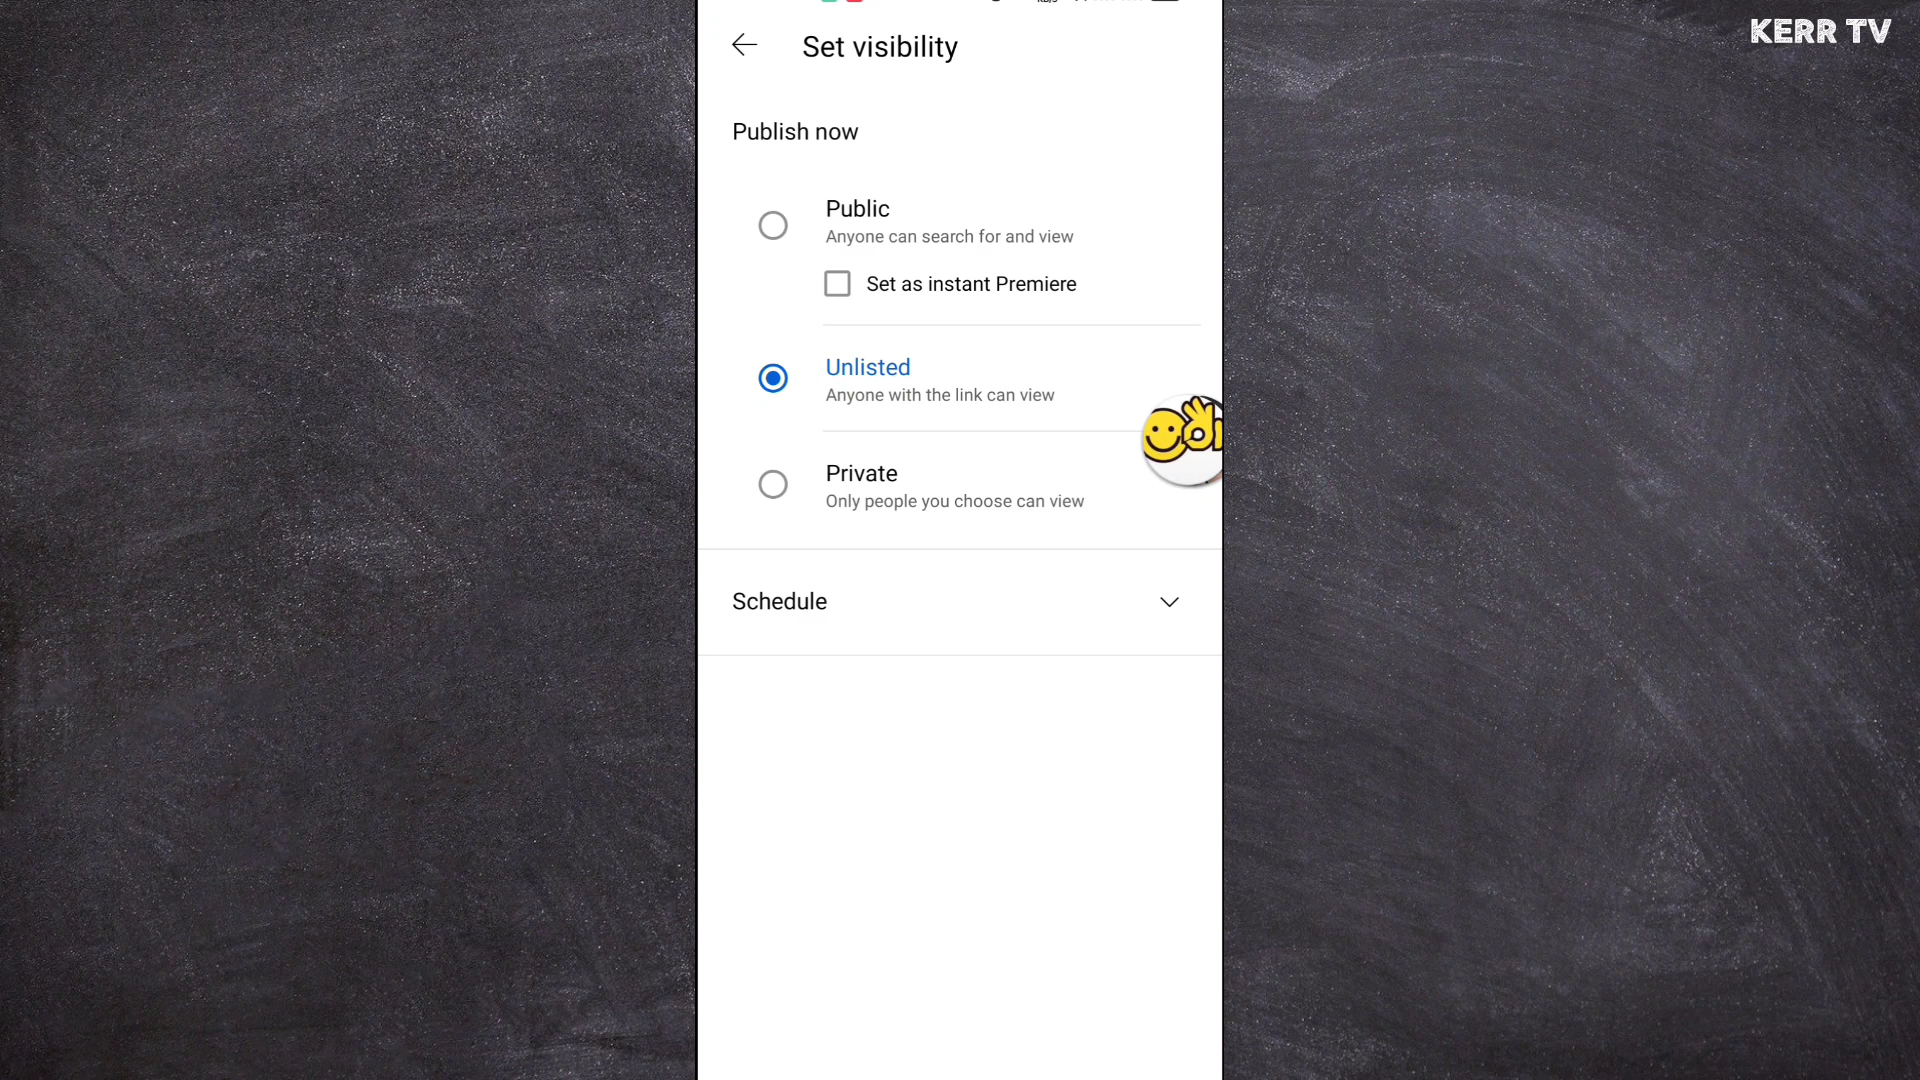 KERR TV
Set visibility
Publish now
Public
Anyone can search for and view
Set as instant Premiere
Unlisted
Anyone with the link can view
Private
Only people you choose can view
Schedule